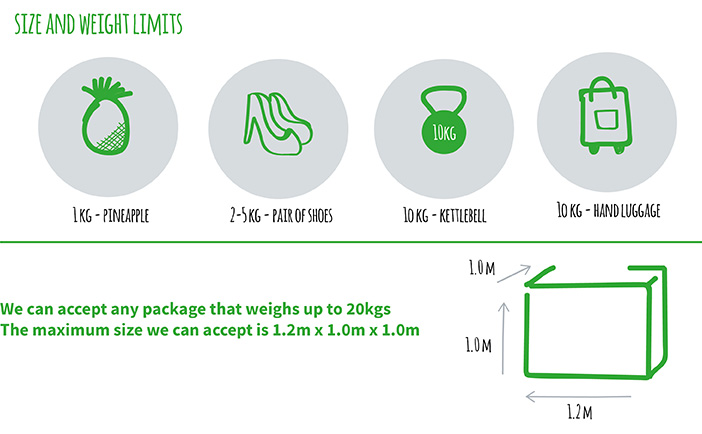 SIZE AND WEIGHT LIMITS
10KG
1 KG - PINEAPPLE
2-5 KG - PAIR OF SHOES
10 KG - KETTLEBELL
10 KG - HAND LUGGAGE
1.0 M
We can accept any package that weighs up to 20kgs
The maximum size we can accept is 1.2m x 1.0m x 1.0m
1.0 M
1.2 M